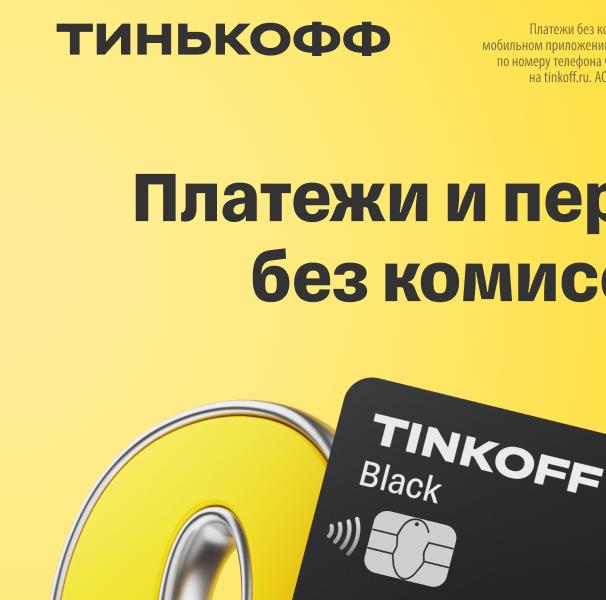 ТИНЬКОФФ
Платежи без
мобильном
по номеру телефона
на tinkoff.ru.
Платежи и
без
TINKOFF
Black